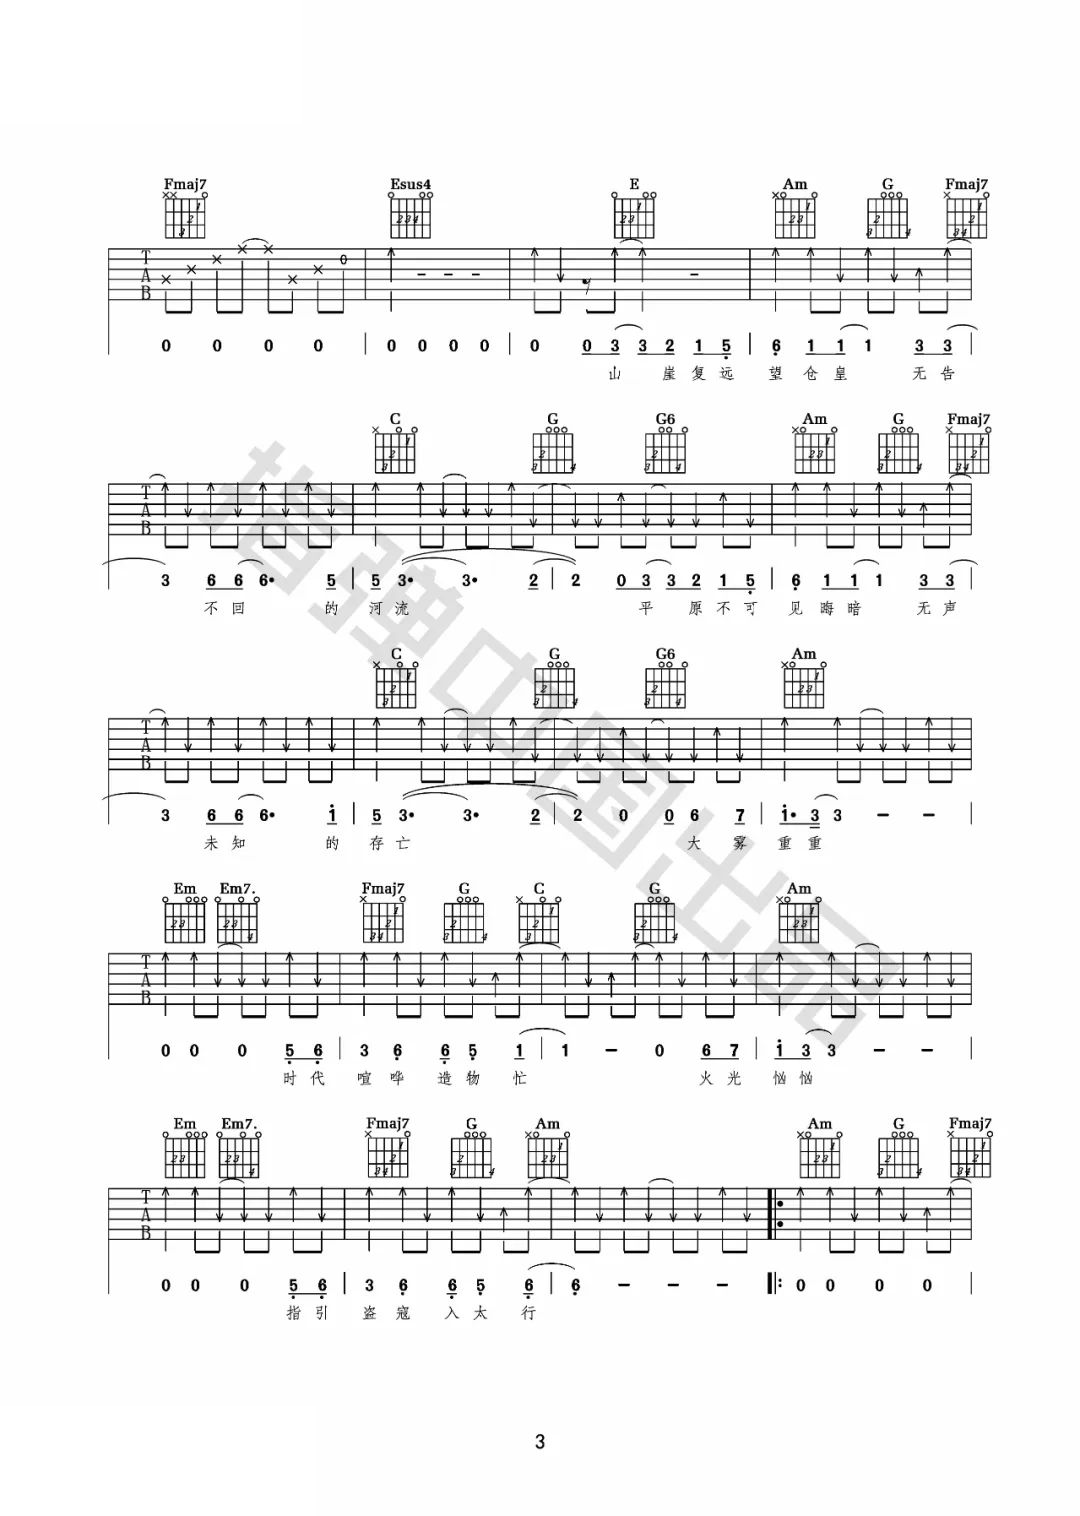 Fmaj7 Esus4 E Am G Fmaj7
T A B
0 0 0 0 | 0 0 0 0 | 0 0 3 3 2 1 5 | 6 1 1 1 3 3
山 崖 复 远 望 仓 皇 无 告
C G G6 Am G Fmaj7
T A B
3 6 6 6· 5 | 5 3· 3· 2 | 2 0 3 3 2 1 5 | 6 1 1 1 3 3
不 回 的 河 流 平 原 不 可 见 晦 暗 无 声
C G G6 Am
T A B
3 6 6 6· 1 | 5 3· 3· 2 | 2 0 0 6 7 | 1· 3 3 – –
未 知 的 存 亡 大 雾 重 重
Em Em7. Fmaj7 G C G Am
T A B
0 0 0 5 6 | 3 6 6 5 1 | 1 – 0 6 7 | 1 3 3 – –
时 代 喧 哗 造 物 忙 火 光 恼 恼
Em Em7. Fmaj7 G Am Am G Fmaj7
T A B
0 0 0 5 6 | 3 6 6 5 6 | 6 – – – ‖: 0 0 0 0
指 引 盗 寇 入 太 行
指弹中国出品
3